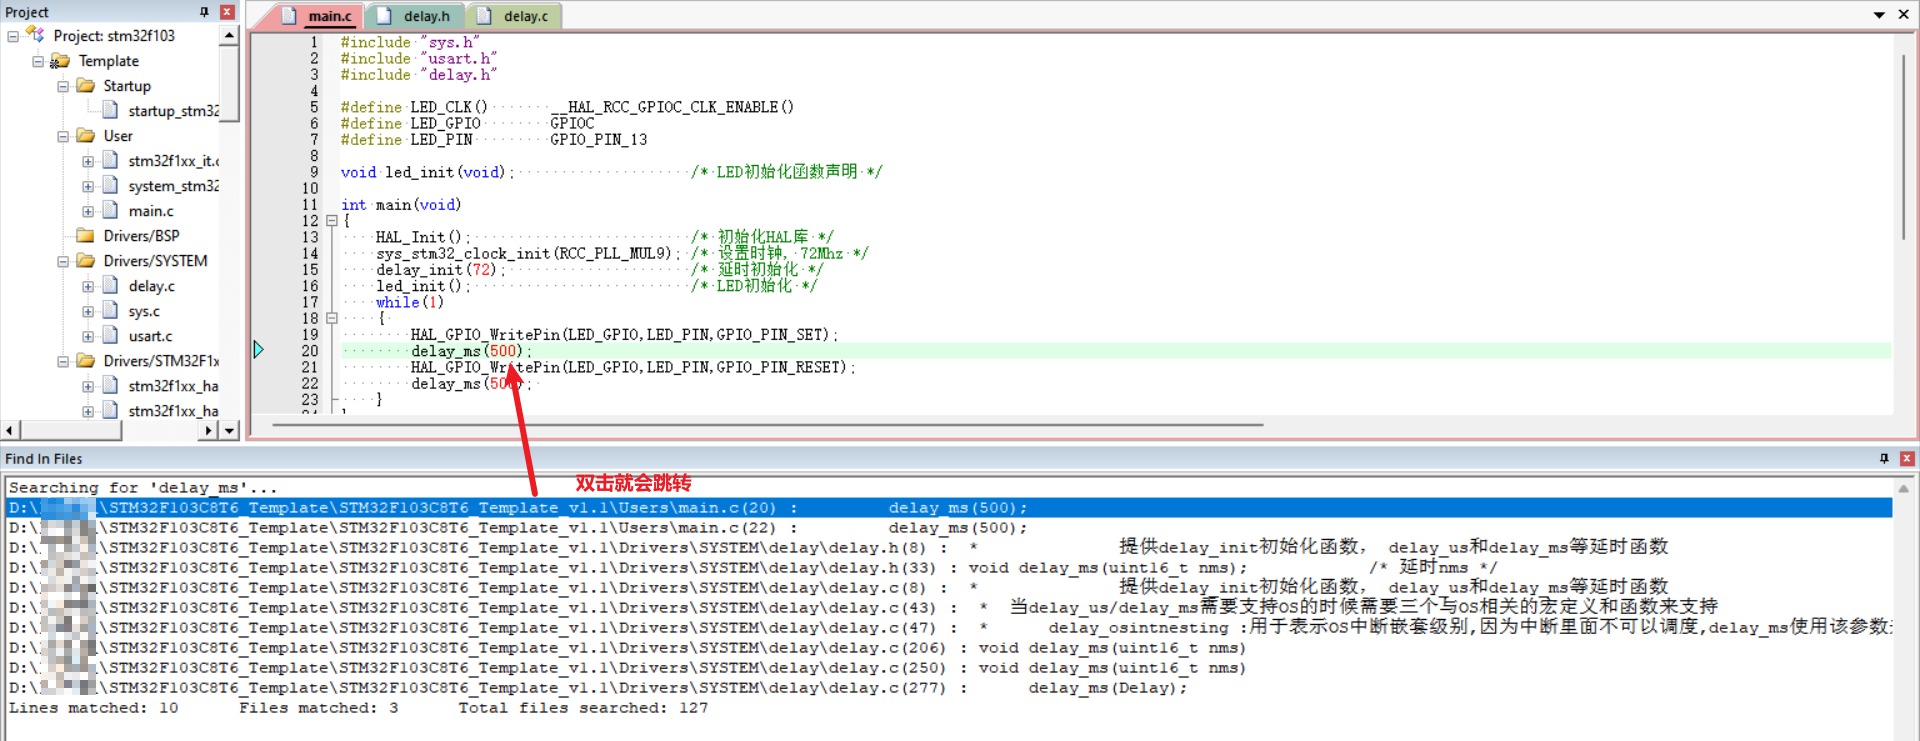 Project
Project: stm32f103
Template
Startup
startup_stm32
User
stm32f1xx_it.c
system_stm32
main.c
Drivers/BSP
Drivers/SYSTEM
delay.c
sys.c
usart.c
Drivers/STM32F1x
stm32f1xx_ha
stm32f1xx_ha
main.c delay.h delay.c
1 #include "sys.h"
2 #include "usart.h"
3 #include "delay.h"
4
5 #define LED_CLK() __HAL_RCC_GPIOC_CLK_ENABLE()
6 #define LED_GPIO GPIOC
7 #define LED_PIN GPIO_PIN_13
8
9 void led_init(void); /* LED初始化函数声明 */
10
11 int main(void)
12 {
13 HAL_Init(); /* 初始化HAL库 */
14 sys_stm32_clock_init(RCC_PLL_MUL9); /* 设置时钟, 72Mhz */
15 delay_init(72); /* 延时初始化 */
16 led_init(); /* LED初始化 */
17 while(1)
18 {
19 HAL_GPIO_WritePin(LED_GPIO,LED_PIN,GPIO_PIN_SET);
20 delay_ms(500);
21 HAL_GPIO_WritePin(LED_GPIO,LED_PIN,GPIO_PIN_RESET);
22 delay_ms(500);
23 }
双击就会跳转
Find In Files
Searching for 'delay_ms'...
D:\ \STM32F103C8T6_Template\STM32F103C8T6_Template_v1.1\Users\main.c(20) : delay_ms(500);
D:\ \STM32F103C8T6_Template\STM32F103C8T6_Template_v1.1\Users\main.c(22) : delay_ms(500);
D:\ \STM32F103C8T6_Template\STM32F103C8T6_Template_v1.1\Drivers\SYSTEM\delay\delay.h(8) : * 提供delay_init初始化函数， delay_us和delay_ms等延时函数
D:\ \STM32F103C8T6_Template\STM32F103C8T6_Template_v1.1\Drivers\SYSTEM\delay\delay.h(33) : void delay_ms(uint16_t nms); /* 延时nms */
D:\ \STM32F103C8T6_Template\STM32F103C8T6_Template_v1.1\Drivers\SYSTEM\delay\delay.c(8) : * 提供delay_init初始化函数， delay_us和delay_ms等延时函数
D:\ \STM32F103C8T6_Template\STM32F103C8T6_Template_v1.1\Drivers\SYSTEM\delay\delay.c(43) : * 当delay_us/delay_ms需要支持OS的时候需要三个与OS相关的宏定义和函数来支持
D:\ \STM32F103C8T6_Template\STM32F103C8T6_Template_v1.1\Drivers\SYSTEM\delay\delay.c(47) : * delay_osintnesting :用于表示OS中断嵌套级别,因为中断里面不可以调度,delay_ms使用该参数
D:\ \STM32F103C8T6_Template\STM32F103C8T6_Template_v1.1\Drivers\SYSTEM\delay\delay.c(206) : void delay_ms(uint16_t nms)
D:\ \STM32F103C8T6_Template\STM32F103C8T6_Template_v1.1\Drivers\SYSTEM\delay\delay.c(250) : void delay_ms(uint16_t nms)
D:\ \STM32F103C8T6_Template\STM32F103C8T6_Template_v1.1\Drivers\SYSTEM\delay\delay.c(277) : delay_ms(Delay);
Lines matched: 10 Files matched: 3 Total files searched: 127